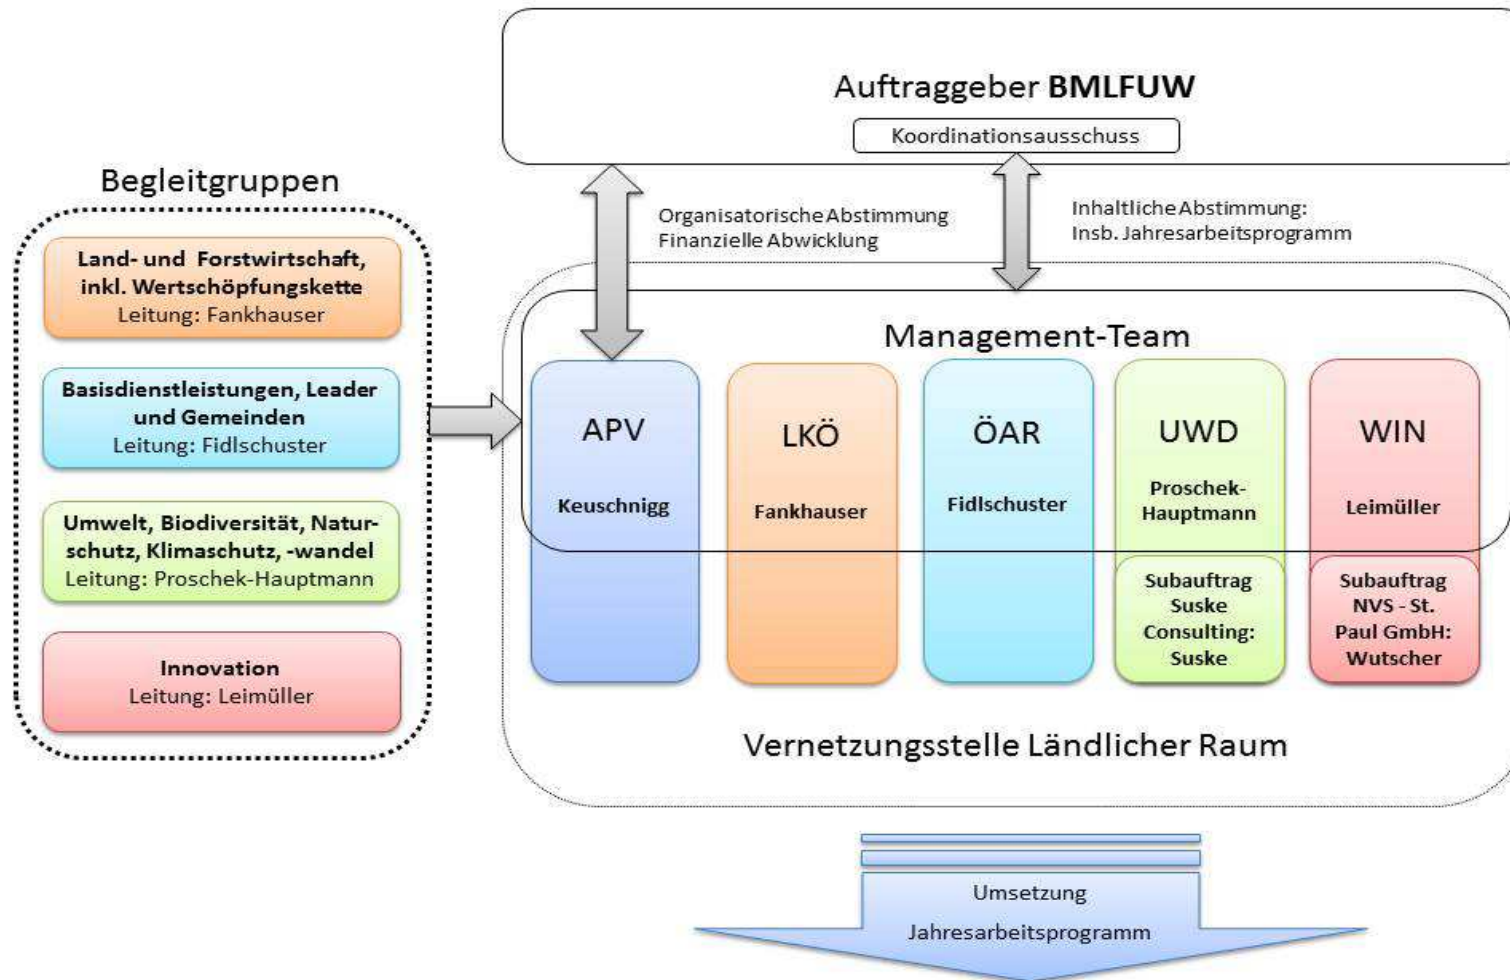 Auftraggeber BMLFUW
Koordinationsausschuss
Organisatorische Abstimmung
Finanzielle Abwicklung
Inhaltliche Abstimmung:
Insb. Jahresarbeitsprogramm
Begleitgruppen
Land- und Forstwirtschaft,
inkl. Wertschöpfungskette
Leitung: Fankhauser
Basisdienstleistungen, Leader
und Gemeinden
Leitung: Fidlschuster
Umwelt, Biodiversität, Natur-
schutz, Klimaschutz, -wandel
Leitung: Proschek-Hauptmann
Innovation
Leitung: Leimüller
Management-Team
APV
Keuschnigg
LKÖ
Fankhauser
ÖAR
Fidlschuster
UWD
Proschek-
Hauptmann
Subauftrag
Suske
Consulting:
Suske
WIN
Leimüller
Subauftrag
NVS - St.
Paul GmbH:
Wutscher
Vernetzungsstelle Ländlicher Raum
Umsetzung
Jahresarbeitsprogramm